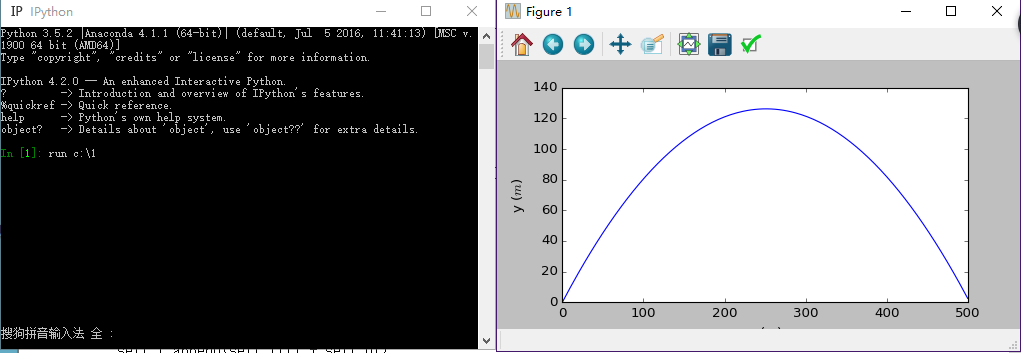 IP IPython
Python 3.5.2 |Anaconda 4.1.1 (64-bit)| (default, Jul  5 2016, 11:41:13) [MSC v.
1900 64 bit (AMD64)]
Type "copyright", "credits" or "license" for more information.
IPython 4.2.0 -- An enhanced Interactive Python.
?         -> Introduction and overview of IPython's features.
%quickref -> Quick reference.
help      -> Python's own help system.
object?   -> Details about 'object', use 'object??' for extra details.
In [1]: run c:\1
搜狗拼音输入法 全 :
Figure 1
140
120
100
80
60
40
20
0
y (m)
0 100 200 300 400 500